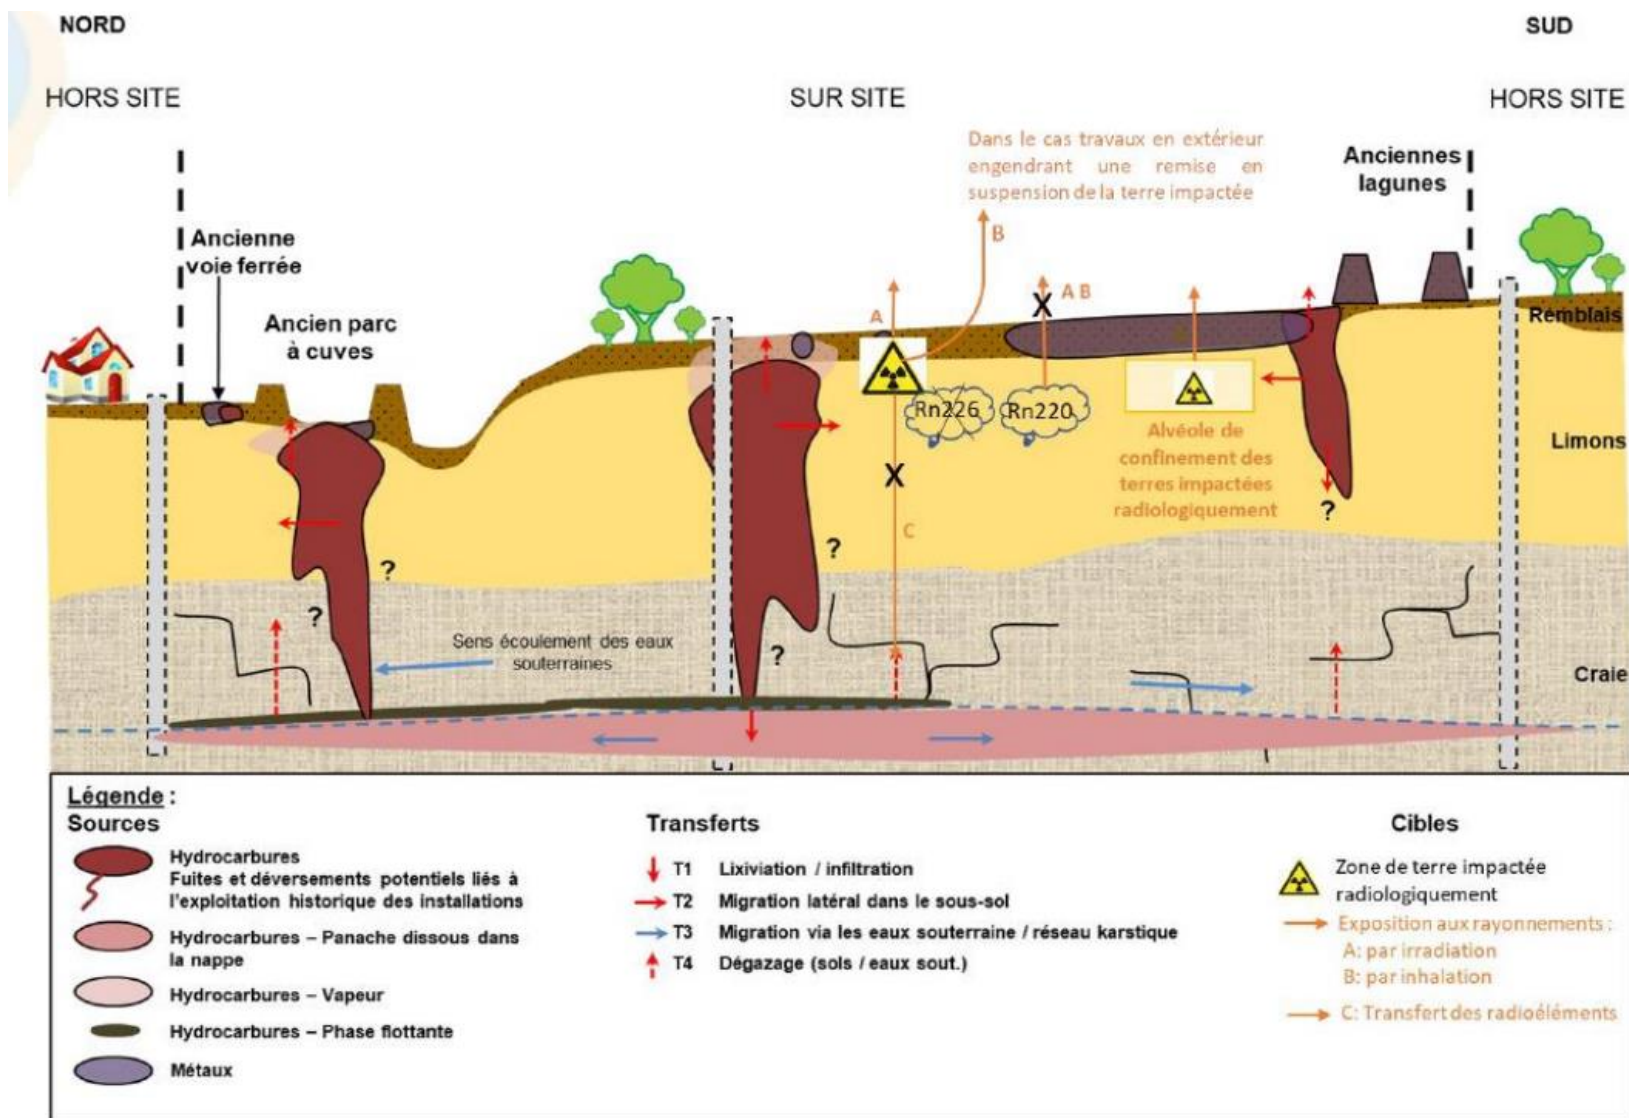 NORD
SUD
HORS SITE
SUR SITE
HORS SITE
Dans le cas travaux en extérieur
engendrant une remise en
suspension de la terre impactée
Anciennes
lagunes
Ancienne
voie ferrée
Ancien parc
à cuves
B
A
A B
Remblais
Rn226
Rn220
Limons
Alvéole de
confinement des
terres impactées
radiologiquement
X
X
C
?
?
?
?
?
Sens écoulement des eaux
souterraines
Craie
Légende :
Sources
Hydrocarbures
Fuites et déversements potentiels liés à
l'exploitation historique des installations
Hydrocarbures – Panache dissous dans
la nappe
Hydrocarbures – Vapeur
Hydrocarbures – Phase flottante
Métaux
Transferts
T1 Lixiviation / infiltration
T2 Migration latéral dans le sous-sol
T3 Migration via les eaux souterraine / réseau karstique
T4 Dégazage (sols / eaux sout.)
Cibles
Zone de terre impactée
radiologiquement
Exposition aux rayonnements :
A: par irradiation
B: par inhalation
C: Transfert des radioéléments